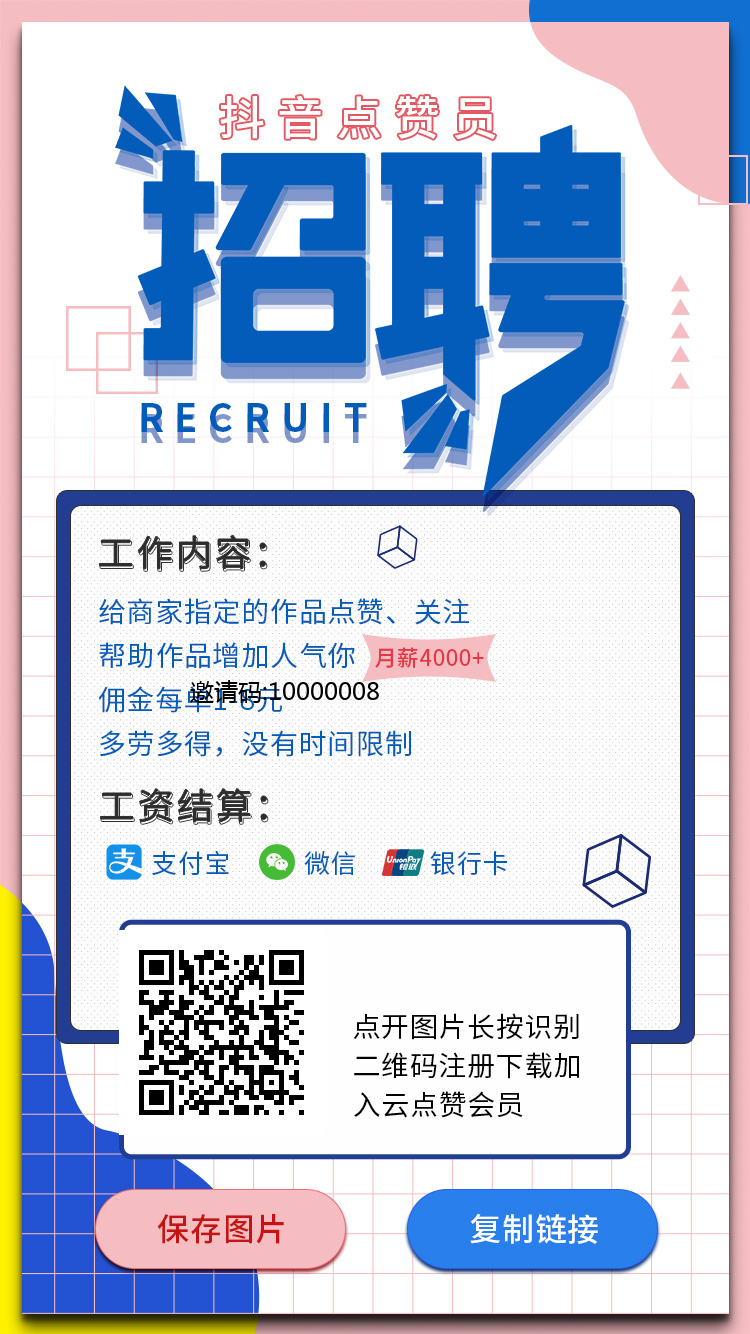 抖音点赞员
招聘
RECRUIT
工作内容：
给商家指定的作品点赞、关注
帮助作品增加人气你
月薪4000+
佣金每单1-8元
邀请码:10000008
多劳多得，没有时间限制
工资结算：
支 支付宝 微信 UnionPay 银联 银行卡
点开图片长按识别
二维码注册下载加
入云点赞会员
保存图片 复制链接